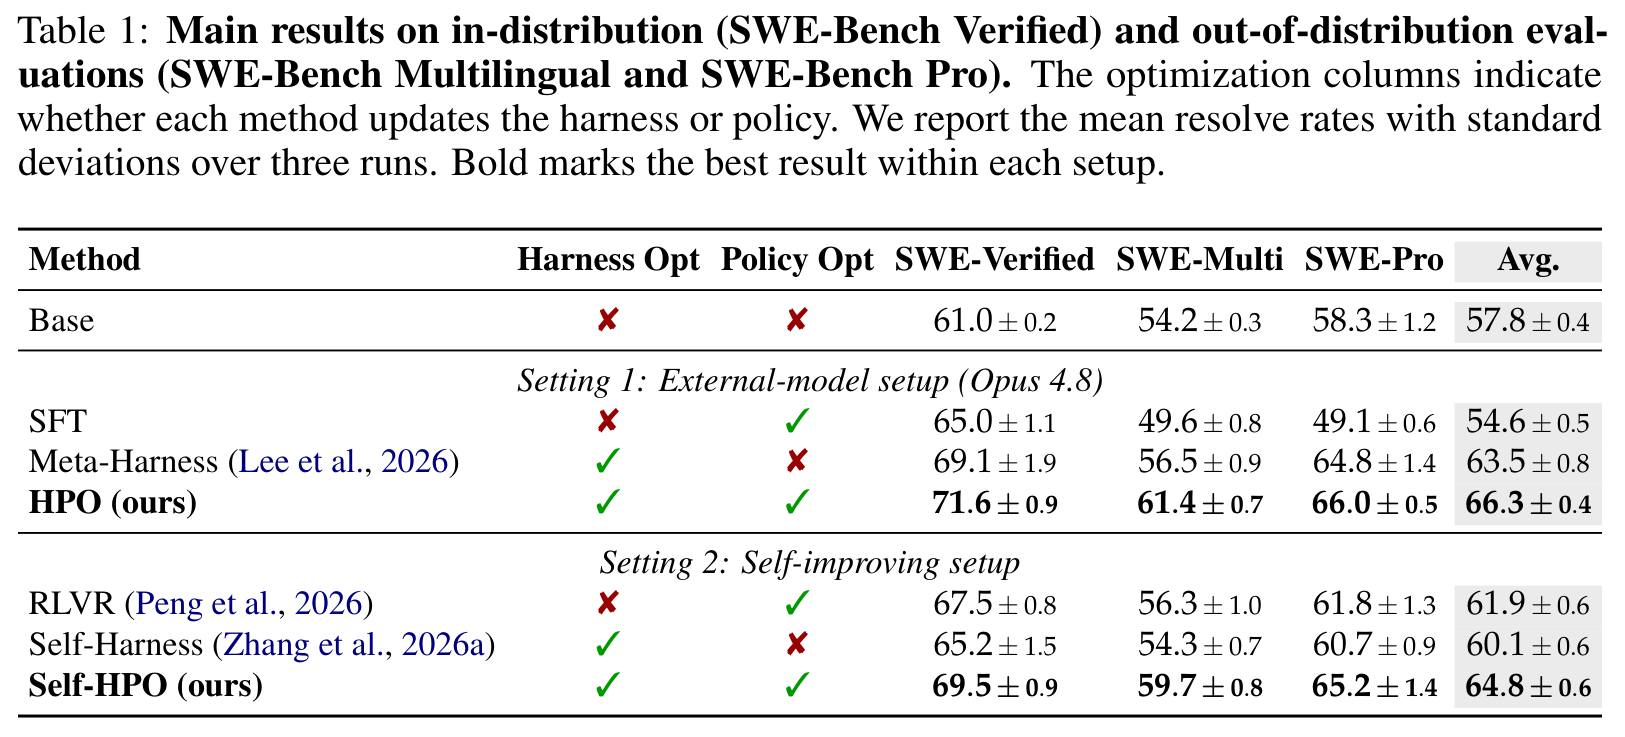 Table 1: Main results on in-distribution (SWE-Bench Verified) and out-of-distribution eval-
uations (SWE-Bench Multilingual and SWE-Bench Pro). The optimization columns indicate
whether each method updates the harness or policy. We report the mean resolve rates with standard
deviations over three runs. Bold marks the best result within each setup.
Method Harness Opt Policy Opt SWE-Verified SWE-Multi SWE-Pro Avg.
Base ✘ ✘ 61.0 ± 0.2 54.2 ± 0.3 58.3 ± 1.2 57.8 ± 0.4
Setting 1: External-model setup (Opus 4.8)
SFT ✘ ✓ 65.0 ± 1.1 49.6 ± 0.8 49.1 ± 0.6 54.6 ± 0.5
Meta-Harness (Lee et al., 2026) ✓ ✘ 69.1 ± 1.9 56.5 ± 0.9 64.8 ± 1.4 63.5 ± 0.8
HPO (ours) ✓ ✓ 71.6 ± 0.9 61.4 ± 0.7 66.0 ± 0.5 66.3 ± 0.4
Setting 2: Self-improving setup
RLVR (Peng et al., 2026) ✘ ✓ 67.5 ± 0.8 56.3 ± 1.0 61.8 ± 1.3 61.9 ± 0.6
Self-Harness (Zhang et al., 2026a) ✓ ✘ 65.2 ± 1.5 54.3 ± 0.7 60.7 ± 0.9 60.1 ± 0.6
Self-HPO (ours) ✓ ✓ 69.5 ± 0.9 59.7 ± 0.8 65.2 ± 1.4 64.8 ± 0.6